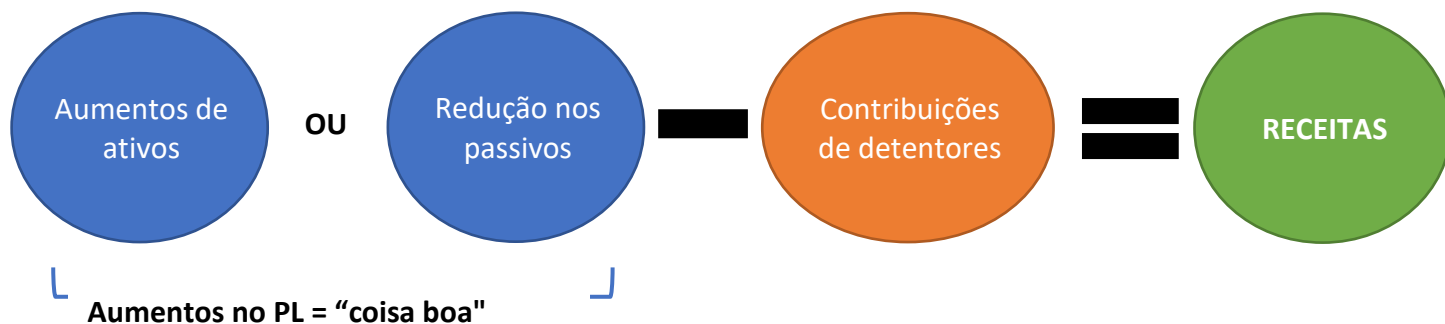 Aumentos de
ativos
OU
Redução nos
passivos
Contribuições
de detentores
RECEITAS
Aumentos no PL = “coisa boa"